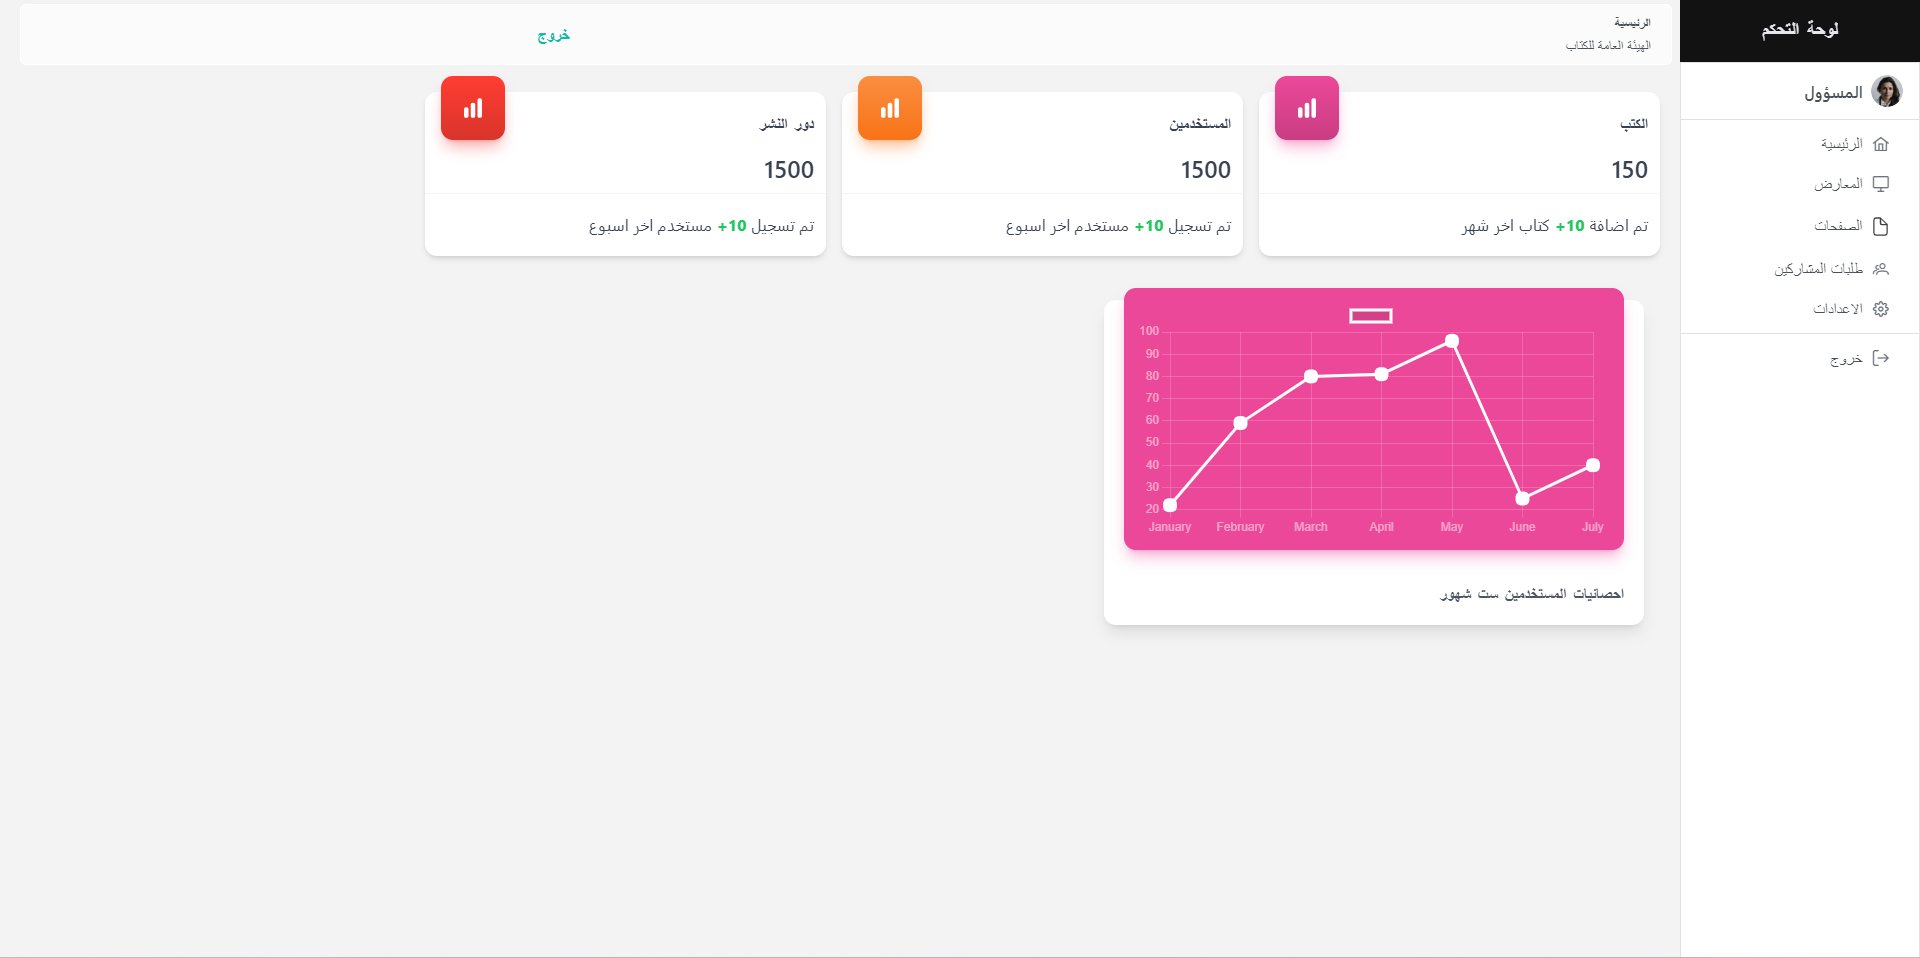 لوحة التحكم
المسؤول
الرئيسية
المعارض
الصفحات
طلبات المشاركين
الاعدادات
خروج
الرئيسية
الهيئة العامة للكتاب
خروج
الكتب
150
تم اضافة 10+ كتاب اخر شهر
المستخدمين
1500
تم تسجيل 10+ مستخدم اخر اسبوع
دور النشر
1500
تم تسجيل 10+ مستخدم اخر اسبوع
100
90
80
70
60
50
40
30
20
January February March April May June July
احصائيات المستخدمين ست شهور